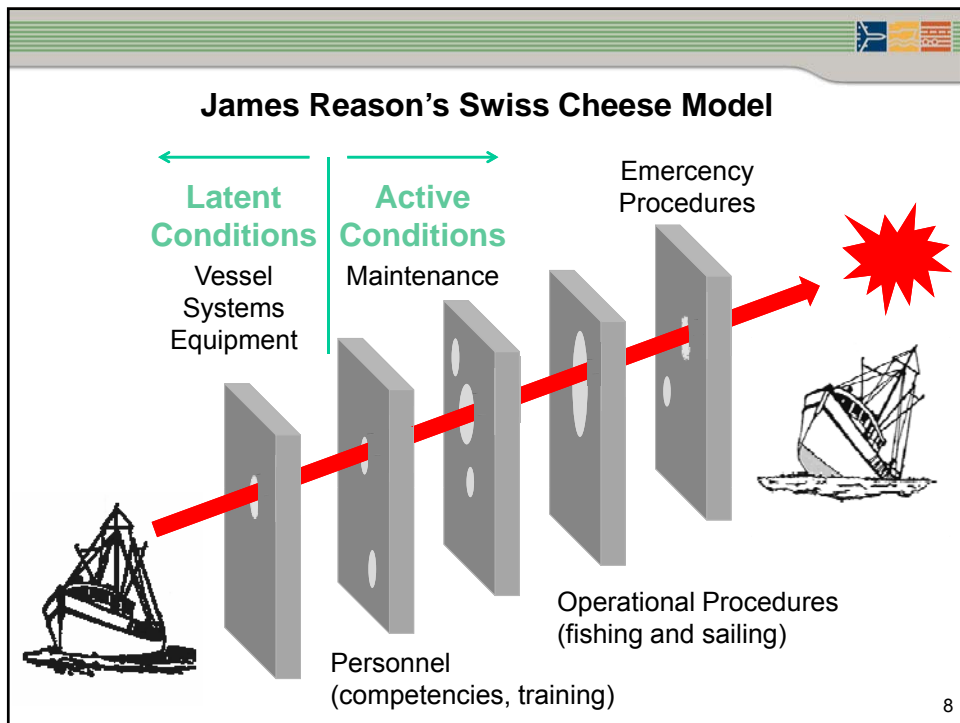 James Reason’s Swiss Cheese Model
Latent
Conditions
Vessel
Systems
Equipment
Active
Conditions
Maintenance
Emercency
Procedures
Operational Procedures
(fishing and sailing)
Personnel
(competencies, training)
8